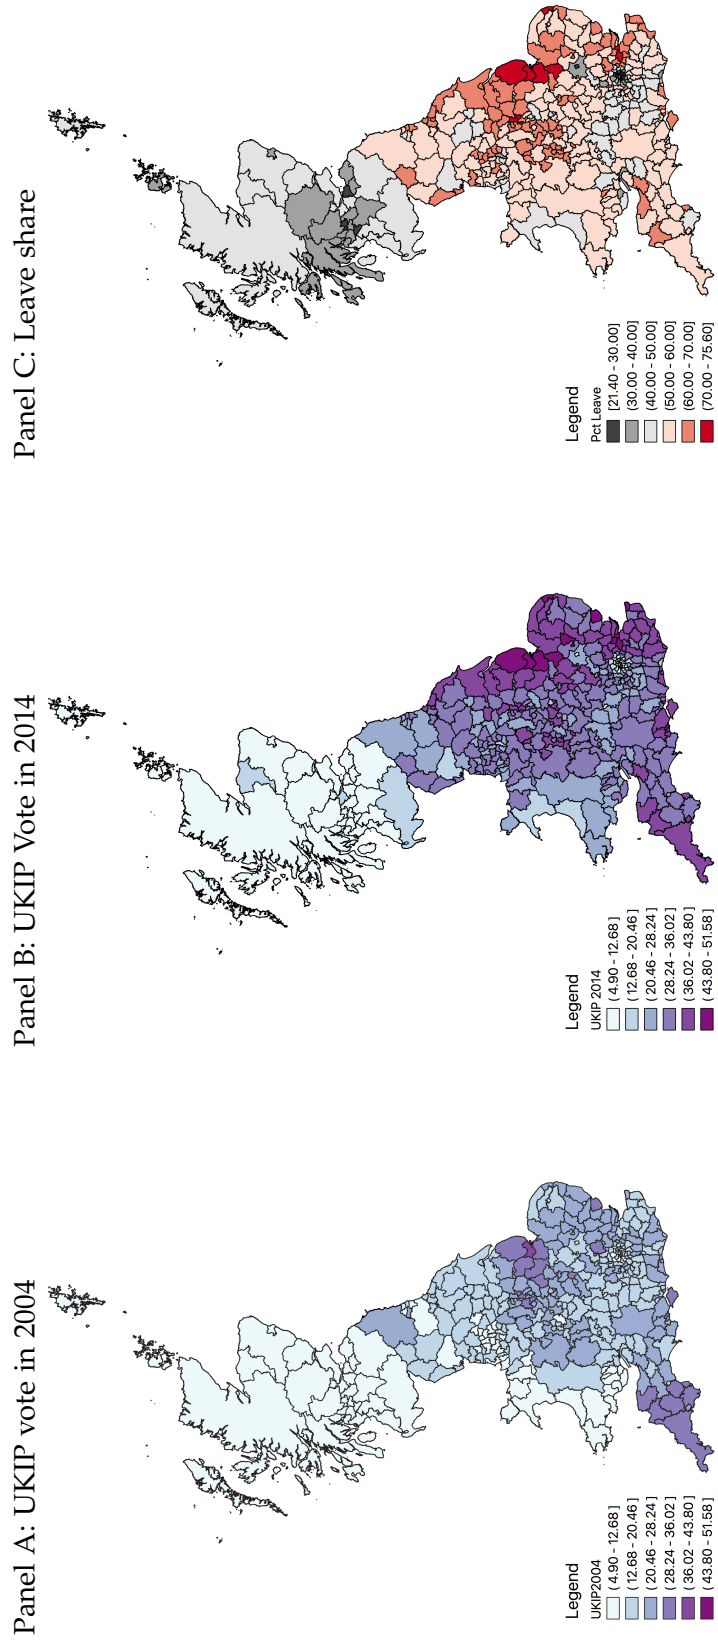 Panel A: UKIP vote in 2004
Legend
UKIP2004
( 4.90 - 12.68 ]
( 12.68 - 20.46 ]
( 20.46 - 28.24 ]
( 28.24 - 36.02 ]
( 36.02 - 43.80 ]
( 43.80 - 51.58 ]
Panel B: UKIP Vote in 2014
Legend
UKIP 2014
( 4.90 - 12.68 ]
( 12.68 - 20.46 ]
( 20.46 - 28.24 ]
( 28.24 - 36.02 ]
( 36.02 - 43.80 ]
( 43.80 - 51.58 ]
Panel C: Leave share
Legend
Pct Leave
[21.40 - 30.00]
(30.00 - 40.00]
(40.00 - 50.00]
(50.00 - 60.00]
(60.00 - 70.00]
(70.00 - 75.60]